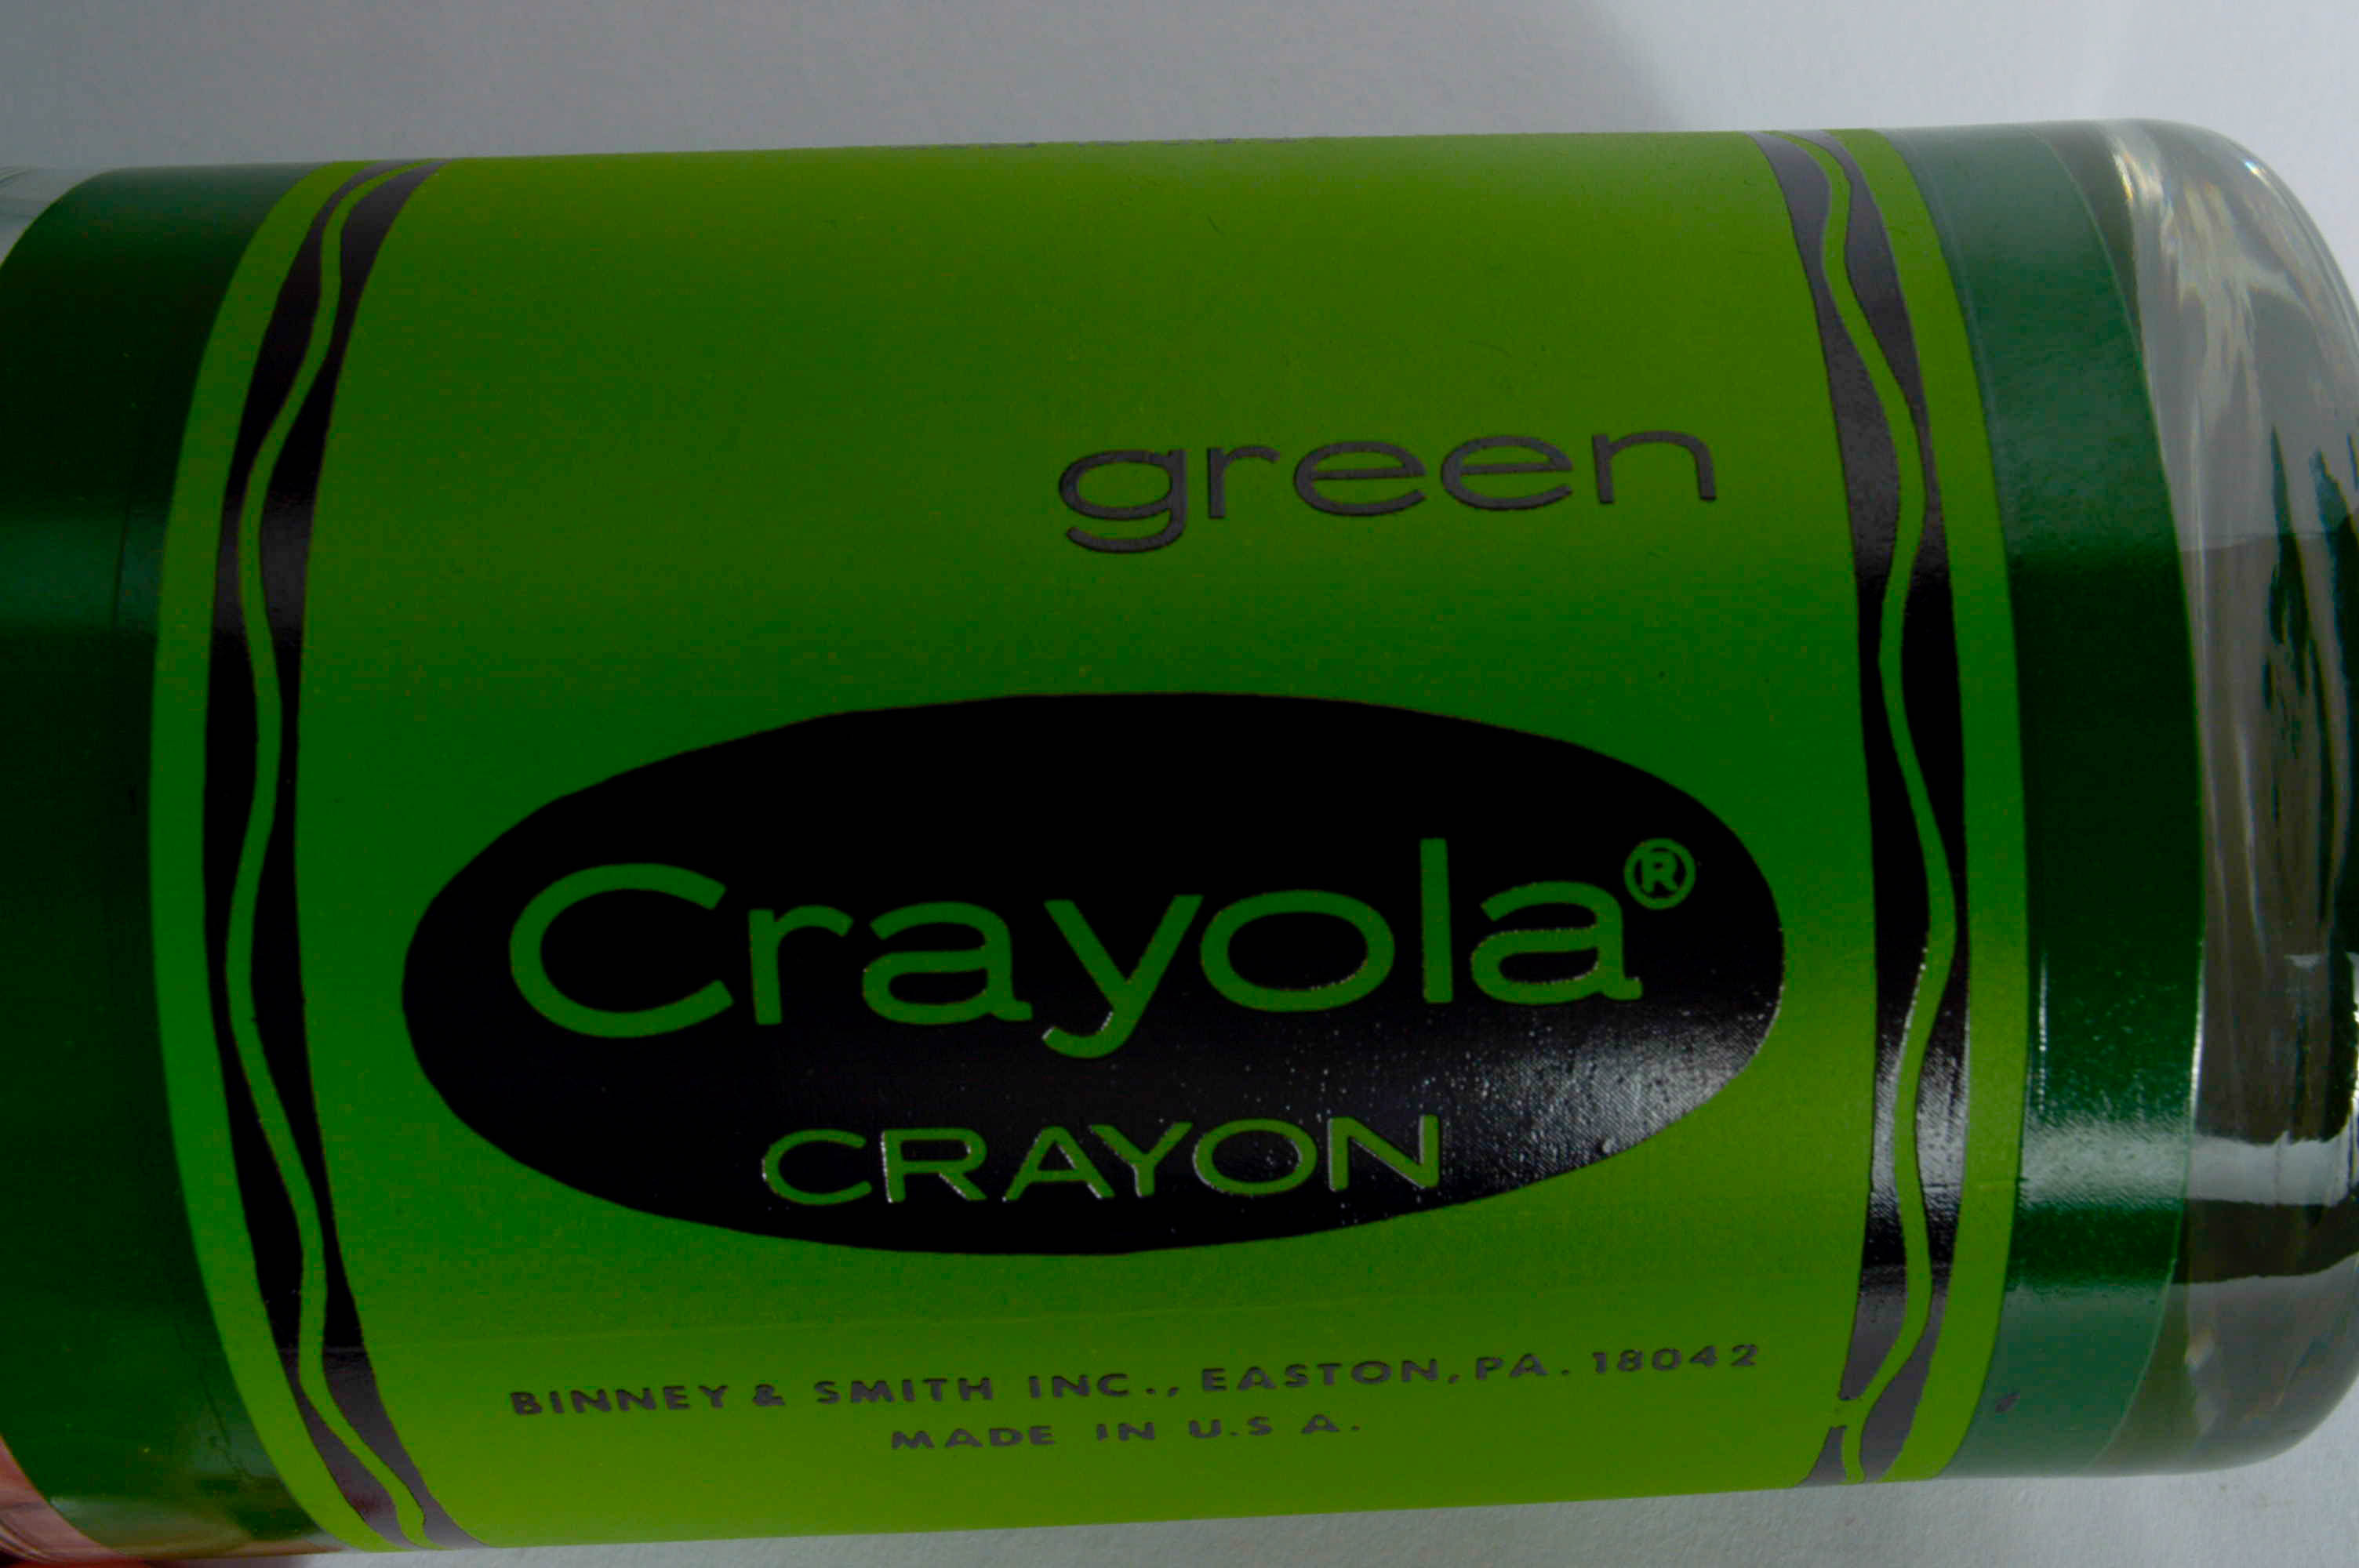 green
Crayola®
CRAYON
BINNEY & SMITH INC., EASTON, PA. 18042
MADE IN U.S A.